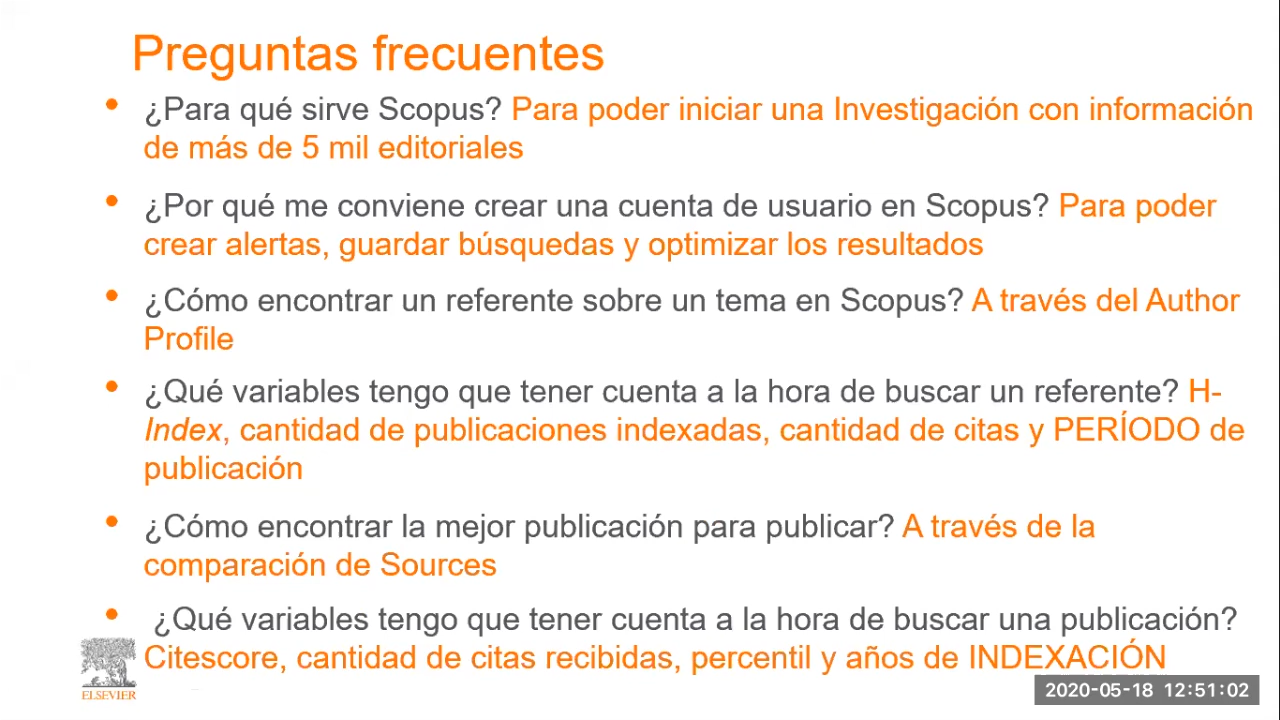 Preguntas frecuentes
• ¿Para qué sirve Scopus? Para poder iniciar una Investigación con información
de más de 5 mil editoriales
• ¿Por qué me conviene crear una cuenta de usuario en Scopus? Para poder
crear alertas, guardar búsquedas y optimizar los resultados
• ¿Cómo encontrar un referente sobre un tema en Scopus? A través del Author
Profile
• ¿Qué variables tengo que tener cuenta a la hora de buscar un referente? H-
Index, cantidad de publicaciones indexadas, cantidad de citas y PERÍODO de
publicación
• ¿Cómo encontrar la mejor publicación para publicar? A través de la
comparación de Sources
• ¿Qué variables tengo que tener cuenta a la hora de buscar una publicación?
Citescore, cantidad de citas recibidas, percentil y años de INDEXACIÓN
ELSEVIER
2020-05-18 12:51:02